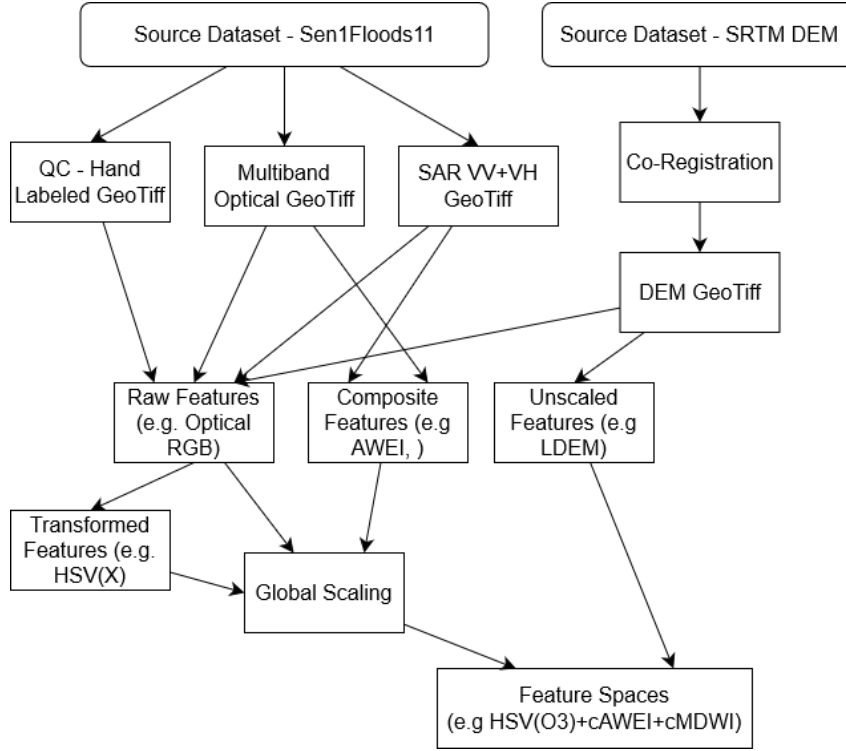 Source Dataset - Sen1Floods11
Source Dataset - SRTM DEM
QC - Hand
Labeled GeoTiff
Multiband
Optical GeoTiff
SAR VV+VH
GeoTiff
Co-Registration
DEM GeoTiff
Raw Features
(e.g. Optical
RGB)
Composite
Features (e.g
AWEI, )
Unscaled
Features (e.g
LDEM)
Transformed
Features (e.g.
HSV(X)
Global Scaling
Feature Spaces
(e.g HSV(O3)+cAWEI+cMDWI)